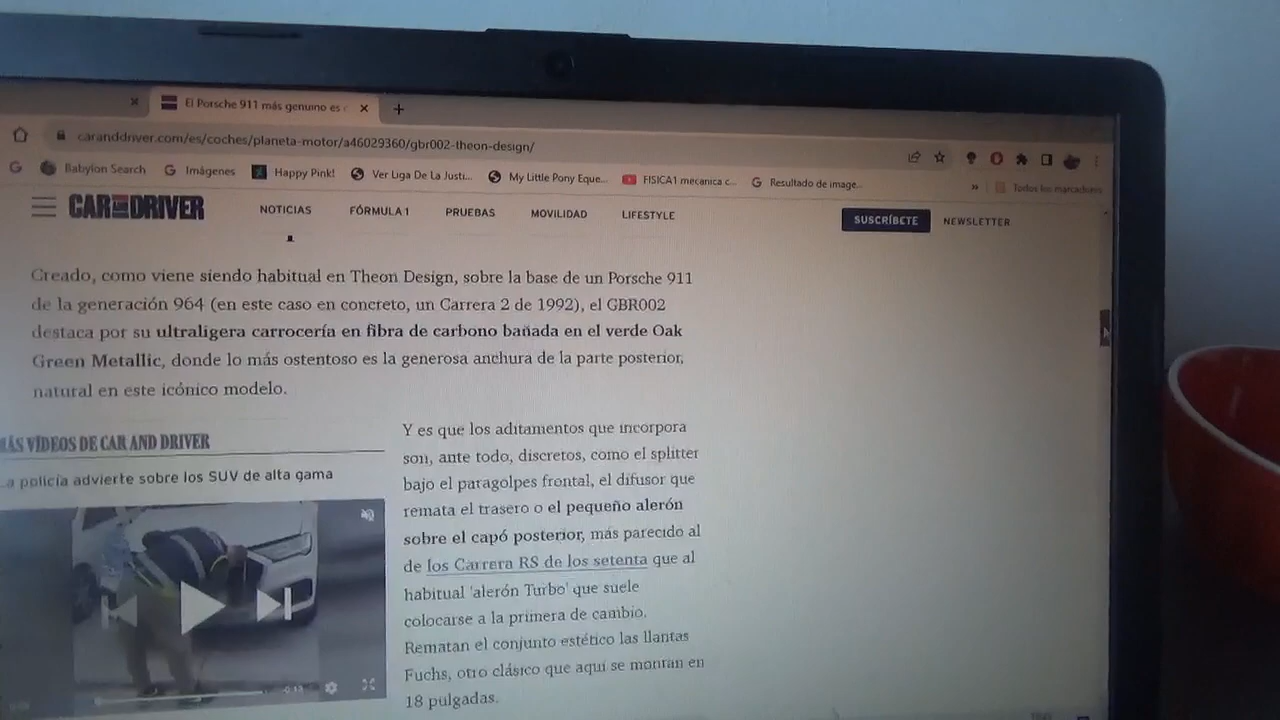 El Porsche 911 más genuino es
caranddriver.com/es/coches/planeta-motor/a46029360/gbr002-theon-design/
Babylon Search
Imágenes
Happy Pink!
Ver Liga De La Justi...
My Little Pony Eque...
FISICA1 mecanica c...
Resultado de image...
»
Todos los marcadores
CAR AND DRIVER
NOTICIAS
FÓRMULA 1
PRUEBAS
MOVILIDAD
LIFESTYLE
SUSCRÍBETE
NEWSLETTER
Creado, como viene siendo habitual en Theon Design, sobre la base de un Porsche 911
de la generación 964 (en este caso en concreto, un Carrera 2 de 1992), el GBR002
destaca por su ultraligera carrocería en fibra de carbono bañada en el verde Oak
Green Metallic, donde lo más ostentoso es la generosa anchura de la parte posterior,
natural en este icónico modelo.
MÁS VÍDEOS DE CAR AND DRIVER
La policía advierte sobre los SUV de alta gama
Y es que los aditamentos que incorpora
son, ante todo, discretos, como el splitter
bajo el paragolpes frontal, el difusor que
remata el trasero o el pequeño alerón
sobre el capó posterior, más parecido al
de los Carrera RS de los setenta que al
habitual 'alerón Turbo' que suele
colocarse a la primera de cambio.
Rematan el conjunto estético las llantas
Fuchs, otro clásico que aquí se montan en
18 pulgadas.